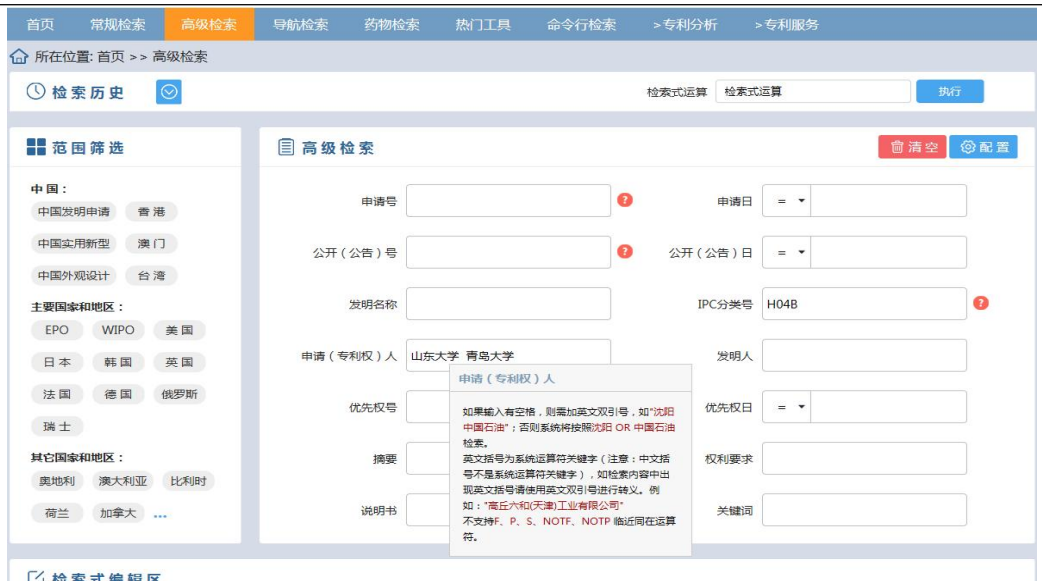 首页 常规检索 高级检索 导航检索 药物检索 热门工具 命令行检索 >专利分析 >专利服务
所在位置: 首页 >> 高级检索
检索历史 检索式运算 检索式运算 执行
范围筛选
中国：
中国发明申请 香港
中国实用新型 澳门
中国外观设计 台湾
主要国家和地区：
EPO WIPO 美国
日本 韩国 英国
法国 德国 俄罗斯
瑞士
其它国家和地区：
奥地利 澳大利亚 比利时
荷兰 加拿大 ...
高级检索 清空 配置
申请号 ? 申请日 =
公开（公告）号 ? 公开（公告）日 =
发明名称 IPC分类号 H04B ?
申请（专利权）人 山东大学 青岛大学 发明人
优先权号 优先权日 =
摘要 权利要求
说明书 关键词
申请（专利权）人
如果输入有空格，则需加英文双引号，如"沈阳
中国石油"；否则系统将按照沈阳 OR 中国石油
检索。
英文括号为系统运算符关键字（注意：中文括
号不是系统运算符关键字），如检索内容中出
现英文括号请使用英文双引号进行转义。例
如："高丘六和(天津)工业有限公司"
不支持F、P、S、NOTF、NOTP 临近同在运算
符。
检索式编辑区